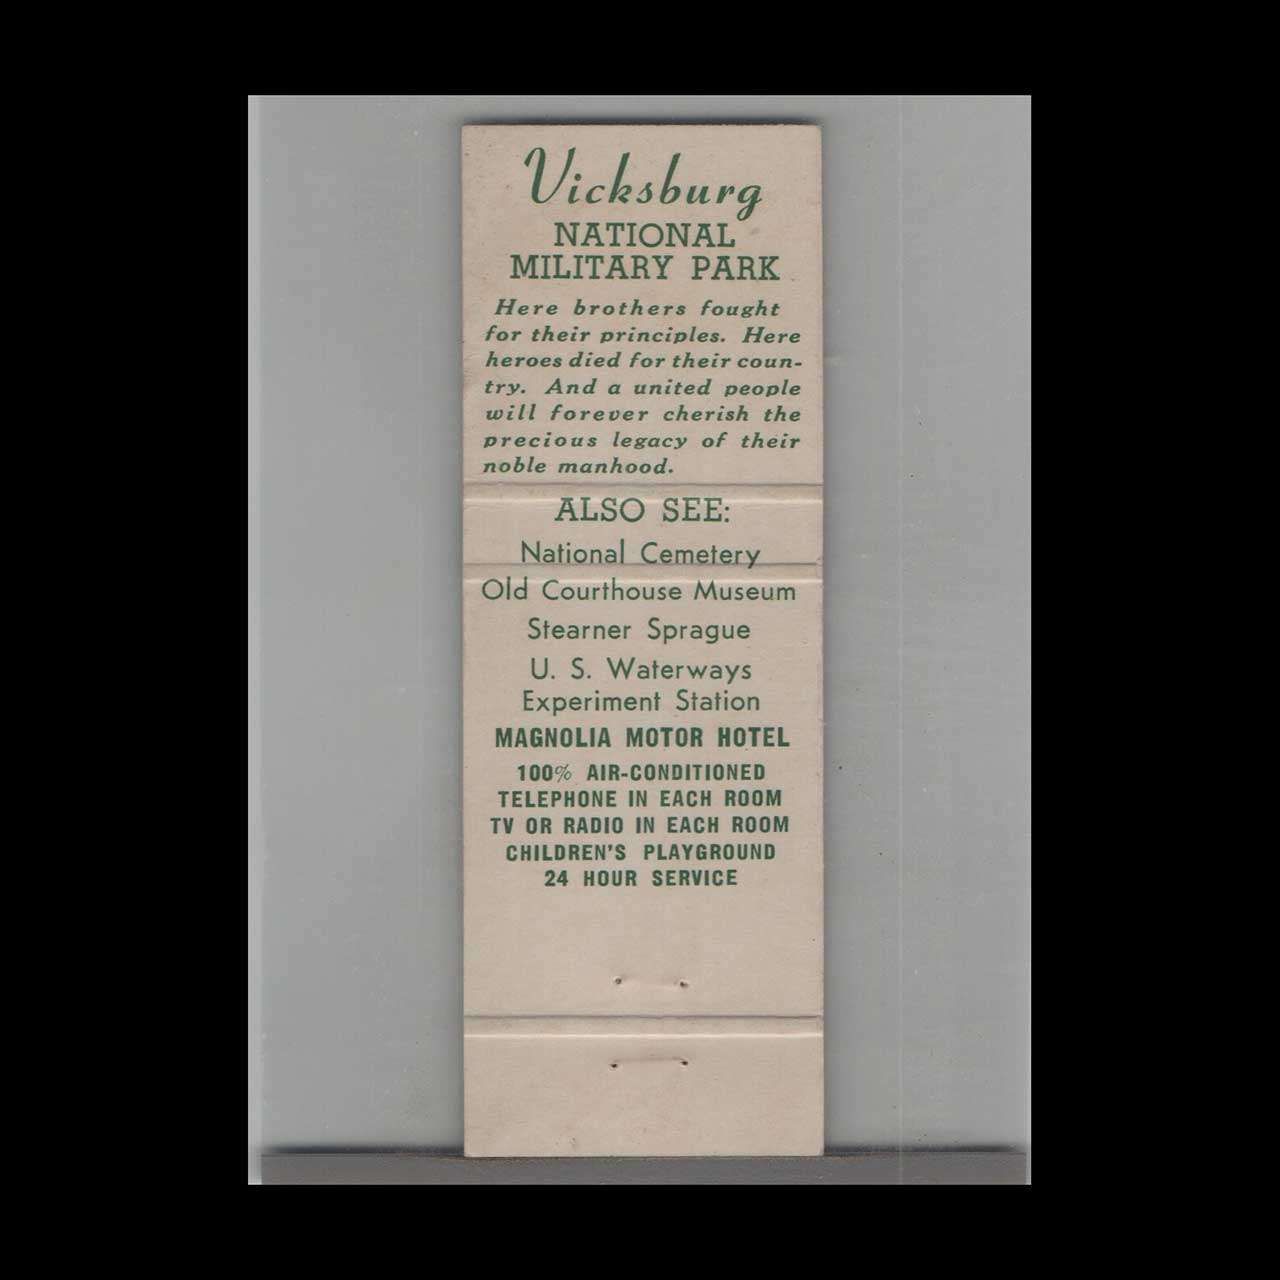 Vicksburg
NATIONAL
MILITARY PARK
Here brothers fought
for their principles. Here
heroes died for their coun-
try. And a united people
will forever cherish the
precious legacy of their
noble manhood.
ALSO SEE:
National Cemetery
Old Courthouse Museum
Stearner Sprague
U. S. Waterways
Experiment Station
MAGNOLIA MOTOR HOTEL
100% AIR-CONDITIONED
TELEPHONE IN EACH ROOM
TV OR RADIO IN EACH ROOM
CHILDREN'S PLAYGROUND
24 HOUR SERVICE